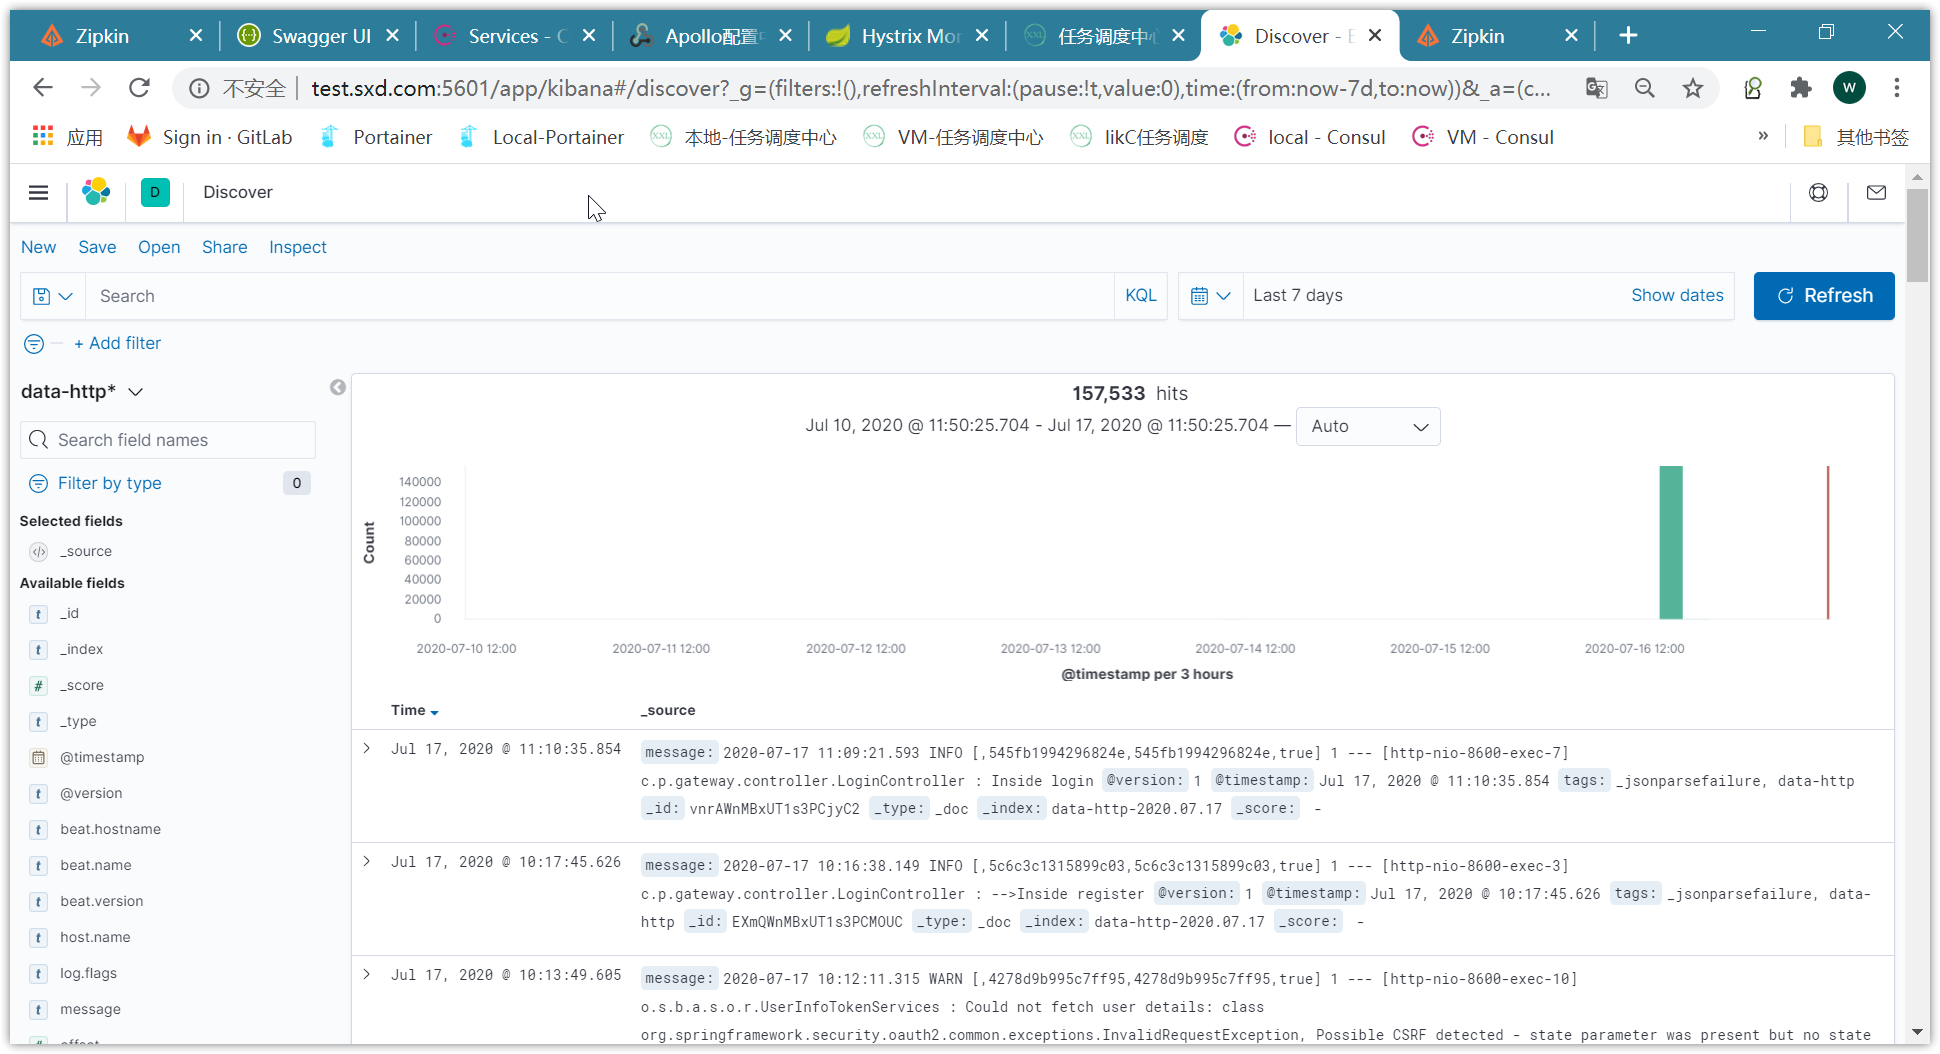 Zipkin
Swagger UI
Services - C
Apollo配置
Hystrix Mor
任务调度中
Discover - E
Zipkin
不安全
test.sxd.com:5601/app/kibana#/discover?_g=(filters:!(),refreshInterval:(pause:!t,value:0),time:(from:now-7d,to:now))&_a=(c...
W
应用
Sign in · GitLab
Portainer
Local-Portainer
本地-任务调度中心
VM-任务调度中心
likC任务调度
local - Consul
VM - Consul
»
其他书签
D
Discover
New
Save
Open
Share
Inspect
Search
KQL
Last 7 days
Show dates
Refresh
+ Add filter
data-http*
Search field names
Filter by type
0
Selected fields
_source
Available fields
t _id
t _index
# _score
t _type
@timestamp
t @version
t beat.hostname
t beat.name
t beat.version
t host.name
t log.flags
t message
157,533 hits
Jul 10, 2020 @ 11:50:25.704 - Jul 17, 2020 @ 11:50:25.704 —
Auto
Count
140000
120000
100000
80000
60000
40000
20000
0
2020-07-10 12:00
2020-07-11 12:00
2020-07-12 12:00
2020-07-13 12:00
2020-07-14 12:00
2020-07-15 12:00
2020-07-16 12:00
@timestamp per 3 hours
Time
_source
Jul 17, 2020 @ 11:10:35.854
message: 2020-07-17 11:09:21.593 INFO [,545fb1994296824e,545fb1994296824e,true] 1 --- [http-nio-8600-exec-7]
c.p.gateway.controller.LoginController : Inside login @version: 1 @timestamp: Jul 17, 2020 @ 11:10:35.854 tags: _jsonparsefailure, data-http
_id: vnrAWnMBxUT1s3PCjyC2 _type: _doc _index: data-http-2020.07.17 _score: -
Jul 17, 2020 @ 10:17:45.626
message: 2020-07-17 10:16:38.149 INFO [,5c6c3c1315899c03,5c6c3c1315899c03,true] 1 --- [http-nio-8600-exec-3]
c.p.gateway.controller.LoginController : -->Inside register @version: 1 @timestamp: Jul 17, 2020 @ 10:17:45.626 tags: _jsonparsefailure, data-
http _id: EXmQWnMBxUT1s3PCMOUC _type: _doc _index: data-http-2020.07.17 _score: -
Jul 17, 2020 @ 10:13:49.605
message: 2020-07-17 10:12:11.315 WARN [,4278d9b995c7ff95,4278d9b995c7ff95,true] 1 --- [http-nio-8600-exec-10]
o.s.b.a.s.o.r.UserInfoTokenServices : Could not fetch user details: class
org.springframework.security.oauth2.common.exceptions.InvalidRequestException, Possible CSRF detected - state parameter was present but no state